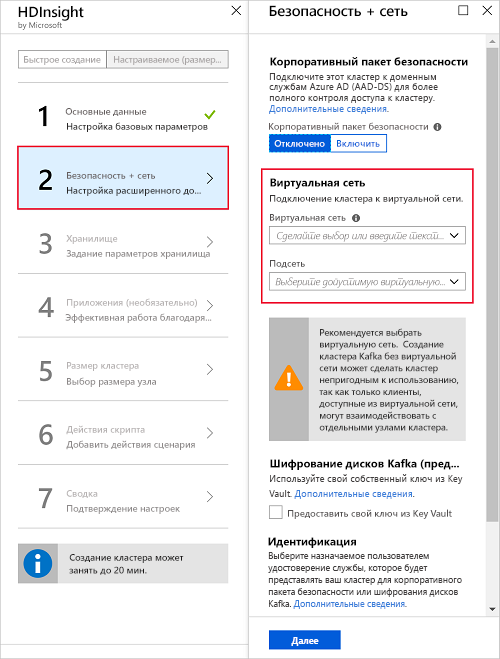 HDInsight
by Microsoft
Быстрое создание
Настраиваемое (размер...
1
Основные данные
Настройка базовых параметров
2
Безопасность + сеть
Настройка расширенного до...
3
Хранилище
Задание параметров хранилища
4
Приложения (необязательно)
Эффективная работа благодаря...
5
Размер кластера
Выбор размера узла
6
Действия скрипта
Добавить действия сценария
7
Сводка
Подтверждение настроек
Создание кластера может
занять до 20 мин.
Безопасность + сеть
Корпоративный пакет безопасности
Подключите этот кластер к доменным
службам Azure AD (AAD-DS) для более
полного контроля доступа к кластеру.
Дополнительные сведения.
Корпоративный пакет безопасности
Отключено
Включить
Виртуальная сеть
Подключение кластера к виртуальной сети.
Виртуальная сеть
Сделайте выбор или введите текст...
Подсеть
Выберите допустимую виртуальную...
Рекомендуется выбрать
виртуальную сеть. Создание
кластера Kafka без виртуальной
сети может сделать кластер
непригодным к использованию,
так как только клиенты,
доступные из виртуальной сети,
могут взаимодействовать с
отдельными узлами кластера.
Шифрование дисков Kafka (пред...
Используйте свой собственный ключ из Key
Vault. Дополнительные сведения.
Предоставить свой ключ из Key Vault
Идентификация
Выберите назначаемое пользователем
удостоверение службы, которое будет
представлять ваш кластер для корпоративного
пакета безопасности или шифрования дисков
Kafka. Дополнительные сведения.
Далее